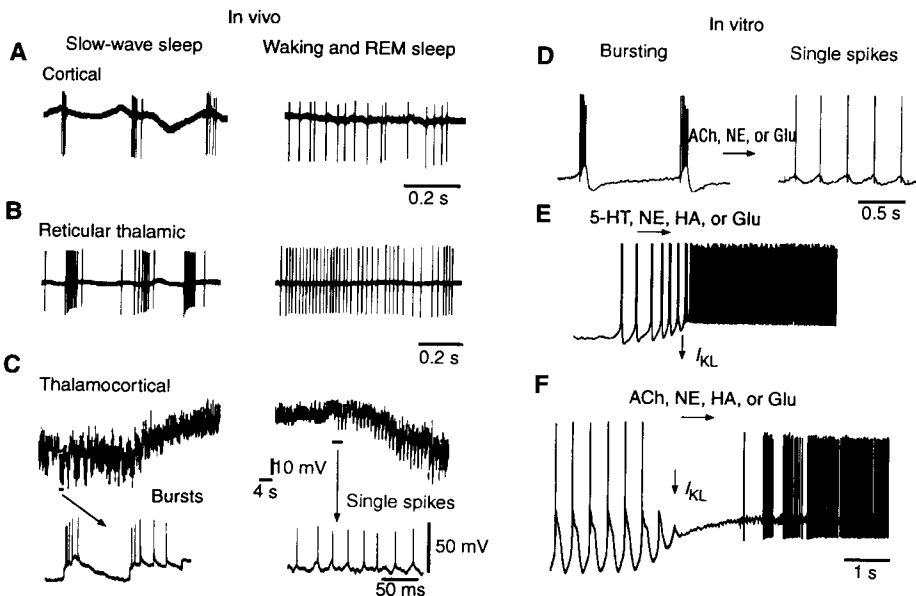 In vivo
Slow-wave sleep
Waking and REM sleep
A
Cortical
0.2 s
B
Reticular thalamic
0.2 s
C
Thalamocortical
10 mV
4 s
Bursts
Single spikes
50 mV
50 ms
In vitro
D
Bursting
Single spikes
ACh, NE, or Glu
0.5 s
E
5-HT, NE, HA, or Glu
IKL
F
ACh, NE, HA, or Glu
IKL
1 s